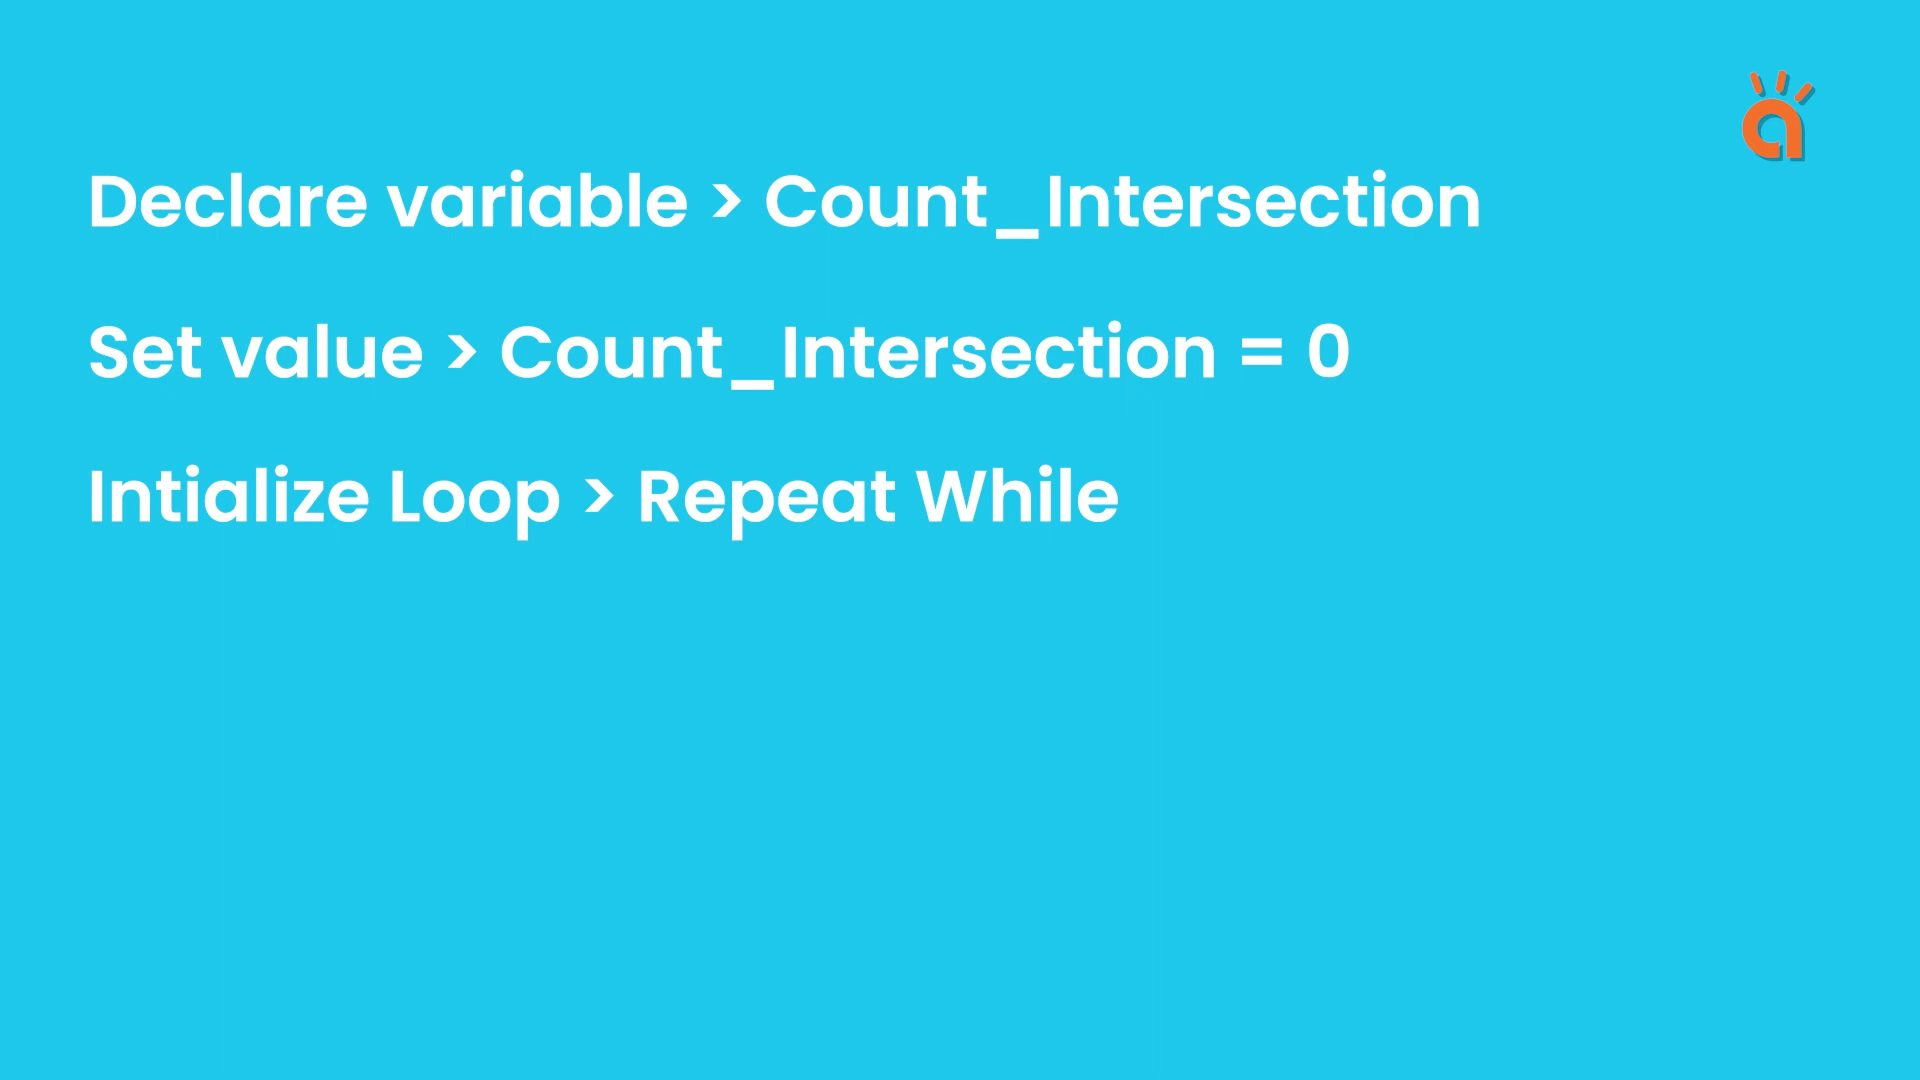 Declare variable > Count_Intersection
Set value > Count_Intersection = 0
Intialize Loop > Repeat While